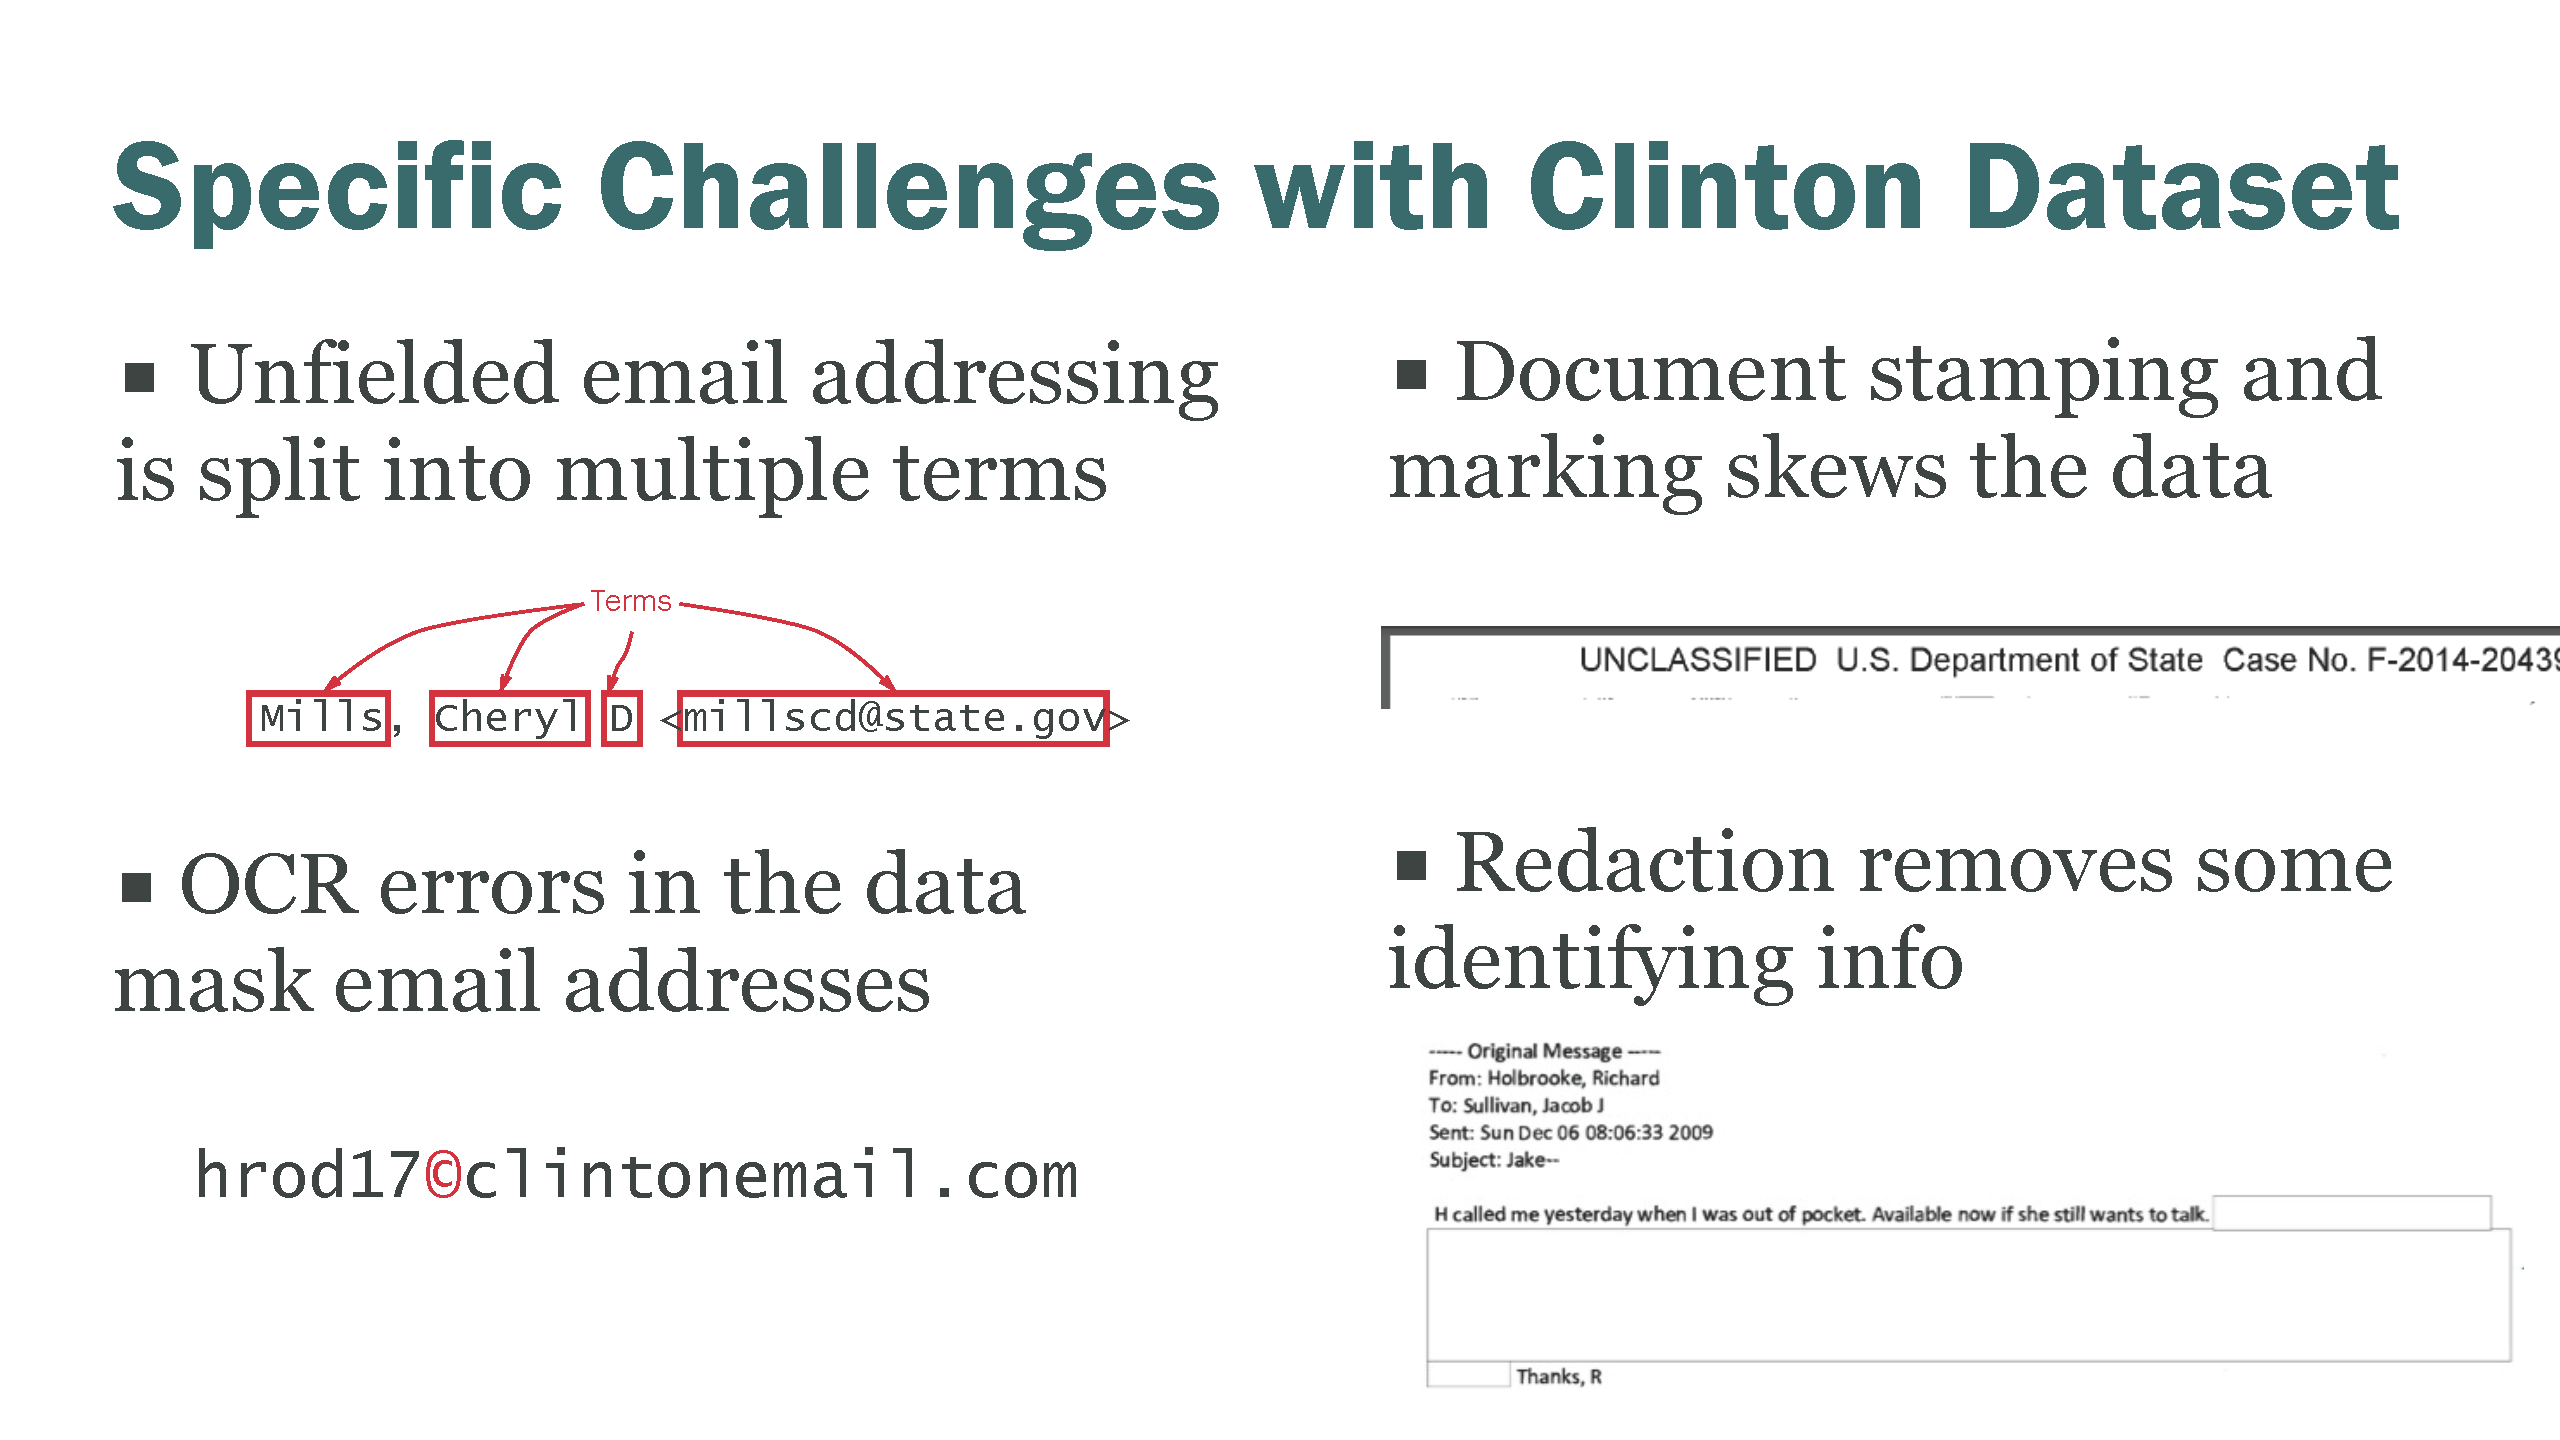 Specific Challenges with Clinton Dataset
▪ Unfielded email addressing
is split into multiple terms
Terms
Mills, Cheryl D <millscd@state.gov>
▪ OCR errors in the data
mask email addresses
hrod17©clintonemail.com
▪ Document stamping and
marking skews the data
UNCLASSIFIED U.S. Department of State Case No. F-2014-20439
▪ Redaction removes some
identifying info
----- Original Message -----
From: Holbrooke, Richard
To: Sullivan, Jacob J
Sent: Sun Dec 06 08:06:33 2009
Subject: Jake--
H called me yesterday when I was out of pocket. Available now if she still wants to talk.
Thanks, R